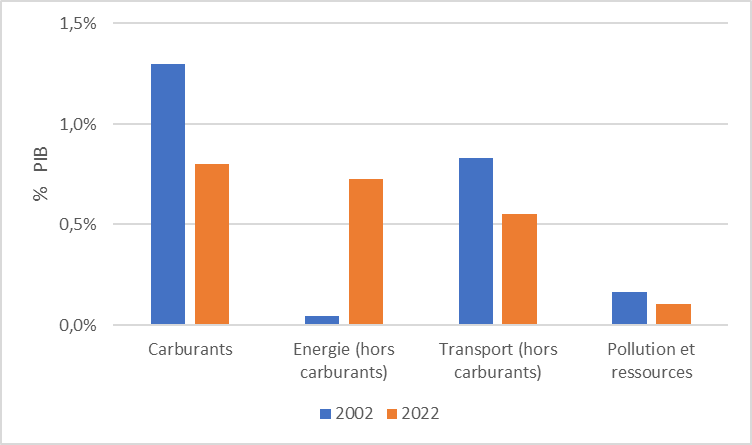 1,5%
1,0%
0,5%
0,0%
% PIB
Carburants
Energie (hors
carburants)
Transport (hors
carburants)
Pollution et
ressources
2002
2022